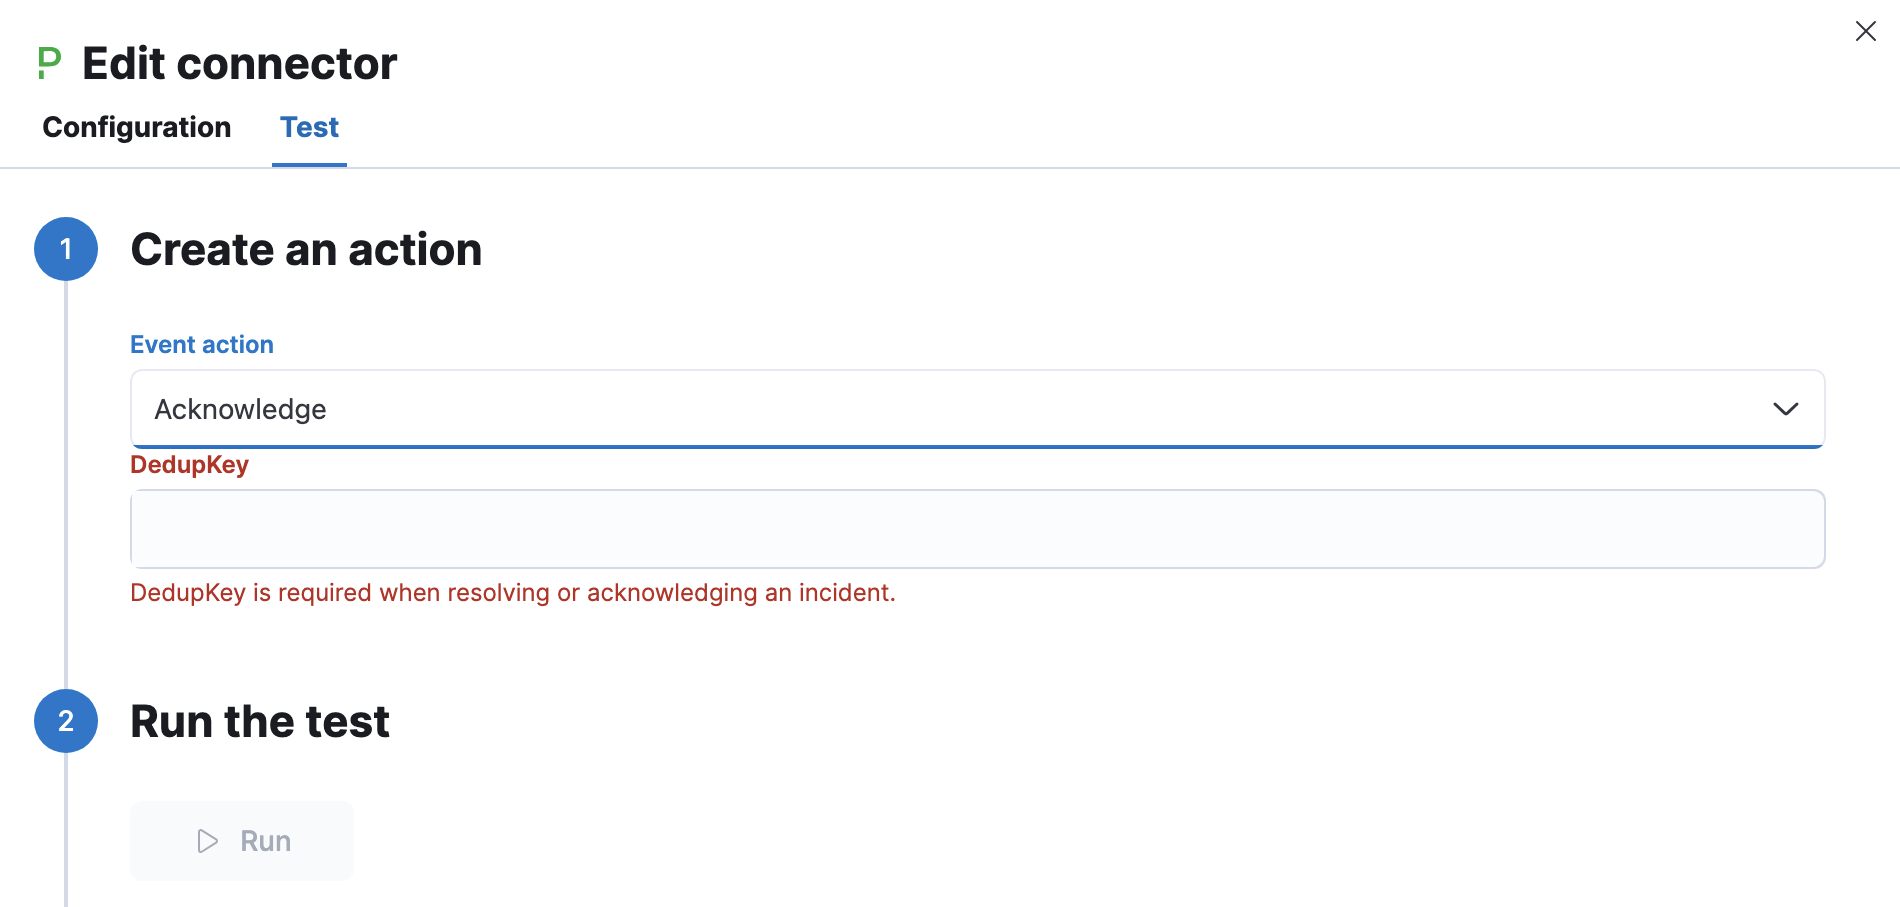 Edit connector
Configuration Test
1 Create an action
Event action
Acknowledge
DedupKey
DedupKey is required when resolving or acknowledging an incident.
2 Run the test
Run